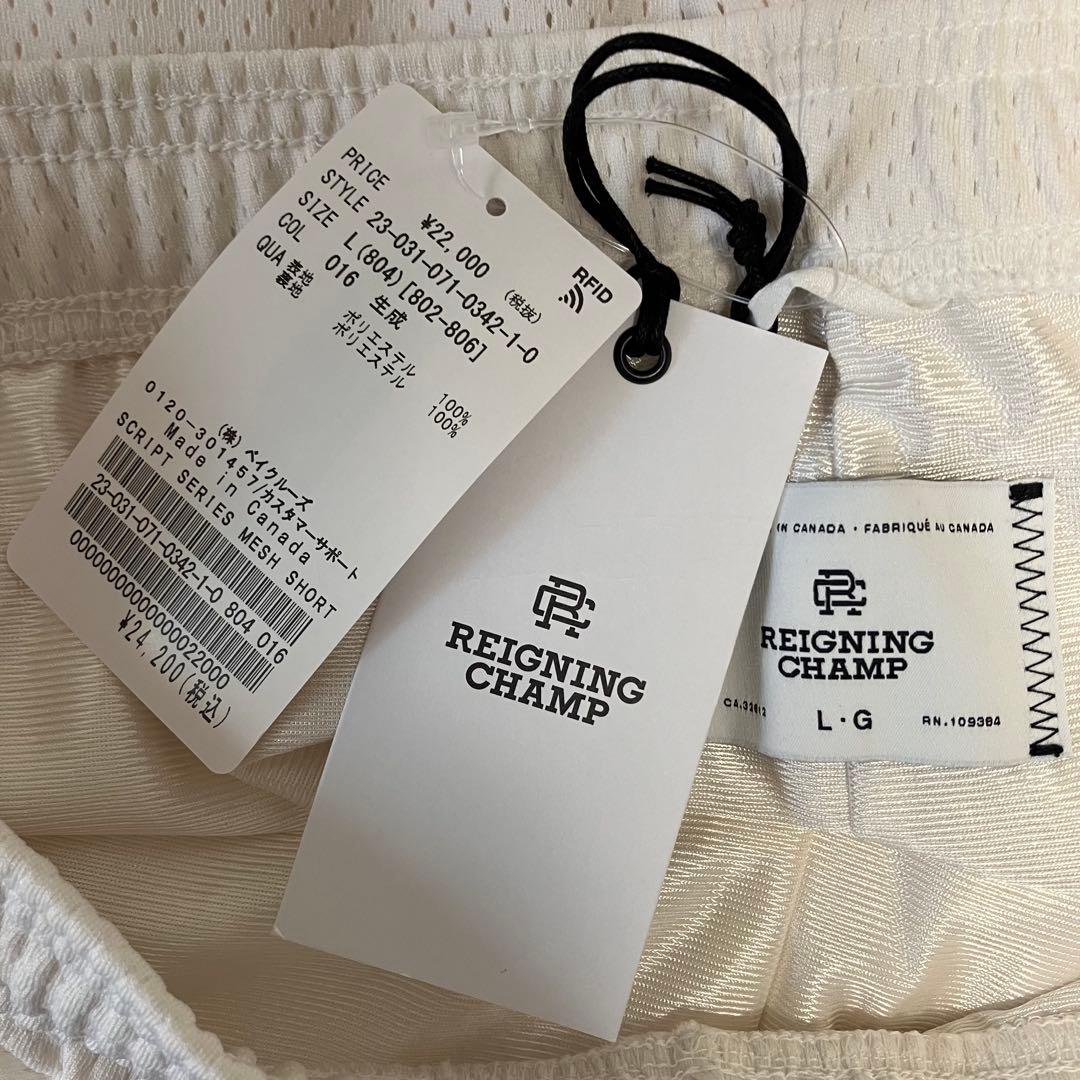 PRICE ¥22,000 (税抜)
STYLE 23-031-071-0342-1-0
SIZE L(804)[802-806]
COL 016 生成
QUA 表地 ポリエステル 100%
裏地 ポリエステル 100%
RFID
(株)ベイクルーズ
0120-301457/カスタマーサポート
Made in Canada
SCRIPT SERIES MESH SHORT
23-031-071-0342-1-0 804 016
0000000000000022000
¥24,200(税込)
RC
REIGNING
CHAMP
IN CANADA · FABRIQUÉ AU CANADA
RC
REIGNING
CHAMP
L·G
RN.109384